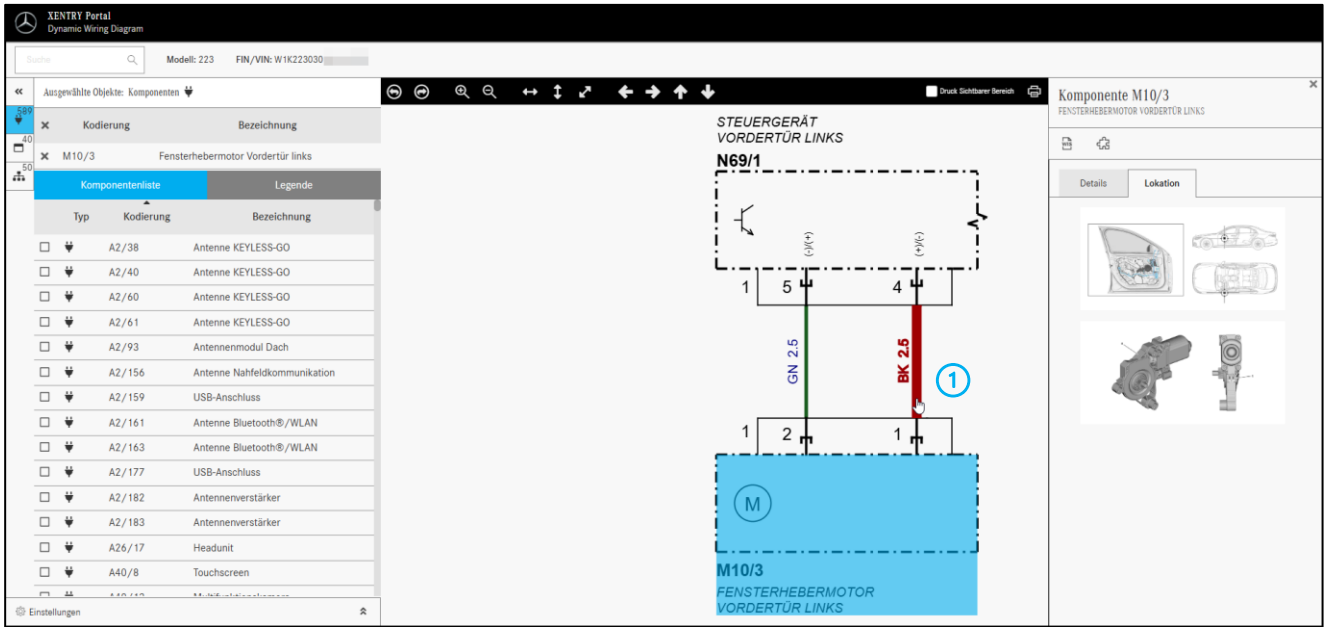 XENTRY Portal
Dynamic Wiring Diagram
Suche
Modell: 223 FIN/VIN: W1K223030
Ausgewählte Objekte: Komponenten
Kodierung Bezeichnung
M10/3 Fensterhebermotor Vordertür links
589
40
50
Komponentenliste Legende
Typ Kodierung Bezeichnung
A2/38 Antenne KEYLESS-GO
A2/40 Antenne KEYLESS-GO
A2/60 Antenne KEYLESS-GO
A2/61 Antenne KEYLESS-GO
A2/93 Antennenmodul Dach
A2/156 Antenne Nahfeldkommunikation
A2/159 USB-Anschluss
A2/161 Antenne Bluetooth®/WLAN
A2/163 Antenne Bluetooth®/WLAN
A2/177 USB-Anschluss
A2/182 Antennenverstärker
A2/183 Antennenverstärker
A26/17 Headunit
A40/8 Touchscreen
Einstellungen
Druck Sichtbarer Bereich
STEUERGERÄT
VORDERTÜR LINKS
N69/1
(-)/(+) (+)/(-)
1 5 4
GN 2.5 BK 2.5
1
1 2 1
M
M10/3
FENSTERHEBERMOTOR
VORDERTÜR LINKS
Komponente M10/3
FENSTERHEBERMOTOR VORDERTÜR LINKS
Details Lokation